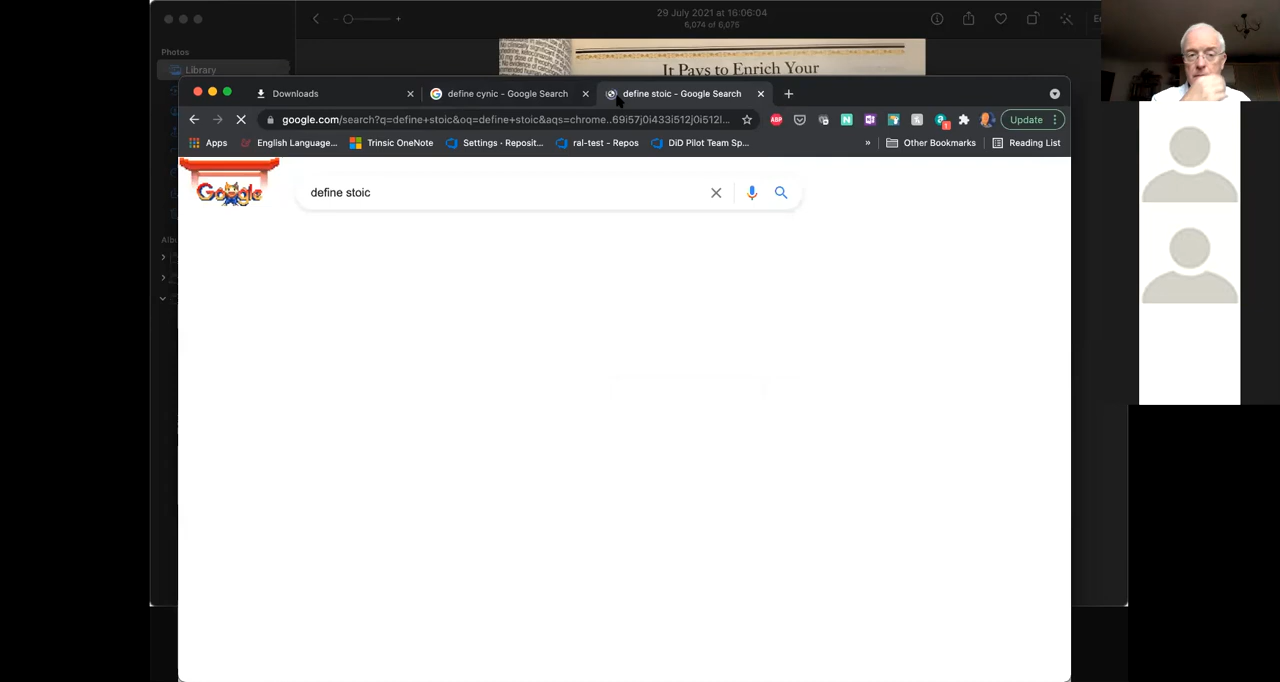 29 July 2021 at 16:06:04
6,074 of 6,075
Photos
Library
It Pays to Enrich Your
Downloads
define cynic - Google Search
define stoic - Google Search
google.com/search?q=define+stoic&oq=define+stoic&aqs=chrome..69i57j0i433i512j0i512l...
Update
Apps
English Language...
Trinsic OneNote
Settings · Reposit...
ral-test - Repos
DiD Pilot Team Sp...
»
Other Bookmarks
Reading List
Google
define stoic